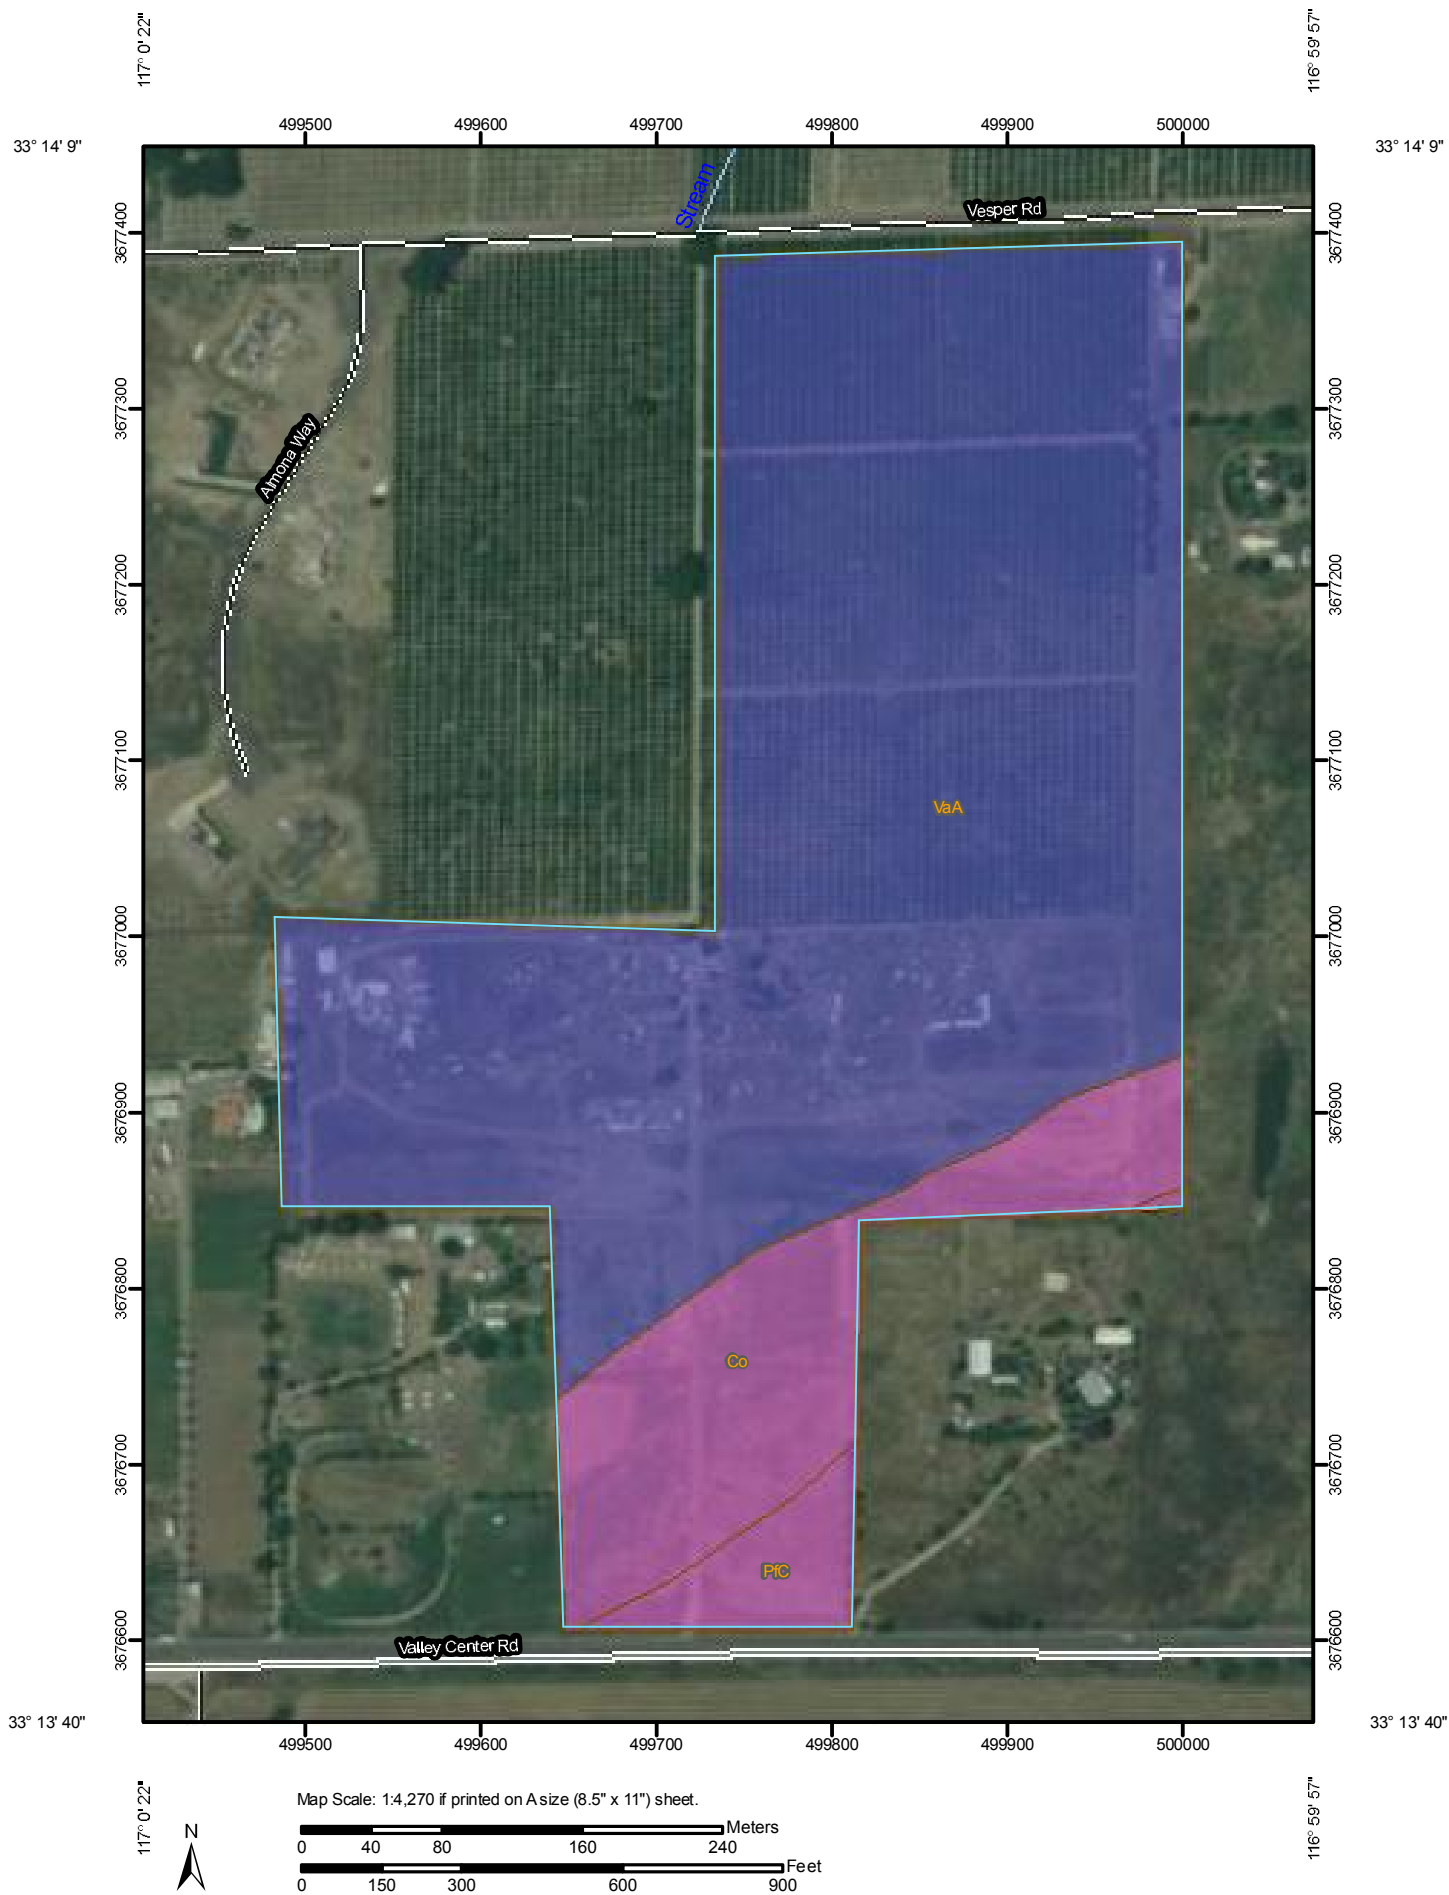 117° 0' 22"
116° 59' 57"
499500 499600 499700 499800 499900 500000
33° 14' 9"
33° 14' 9"
Stream
Vesper Rd
3677400
3677400
3677300
3677300
Almona Way
3677200
3677200
3677100
3677100
VaA
3677000
3677000
3676900
3676900
3676800
3676800
Co
3676700
3676700
PfC
3676600
3676600
Valley Center Rd
33° 13' 40"
33° 13' 40"
499500 499600 499700 499800 499900 500000
117° 0' 22"
116° 59' 57"
Map Scale: 1:4,270 if printed on A size (8.5" x 11") sheet.
N
Meters
0 40 80 160 240
Feet
0 150 300 600 900